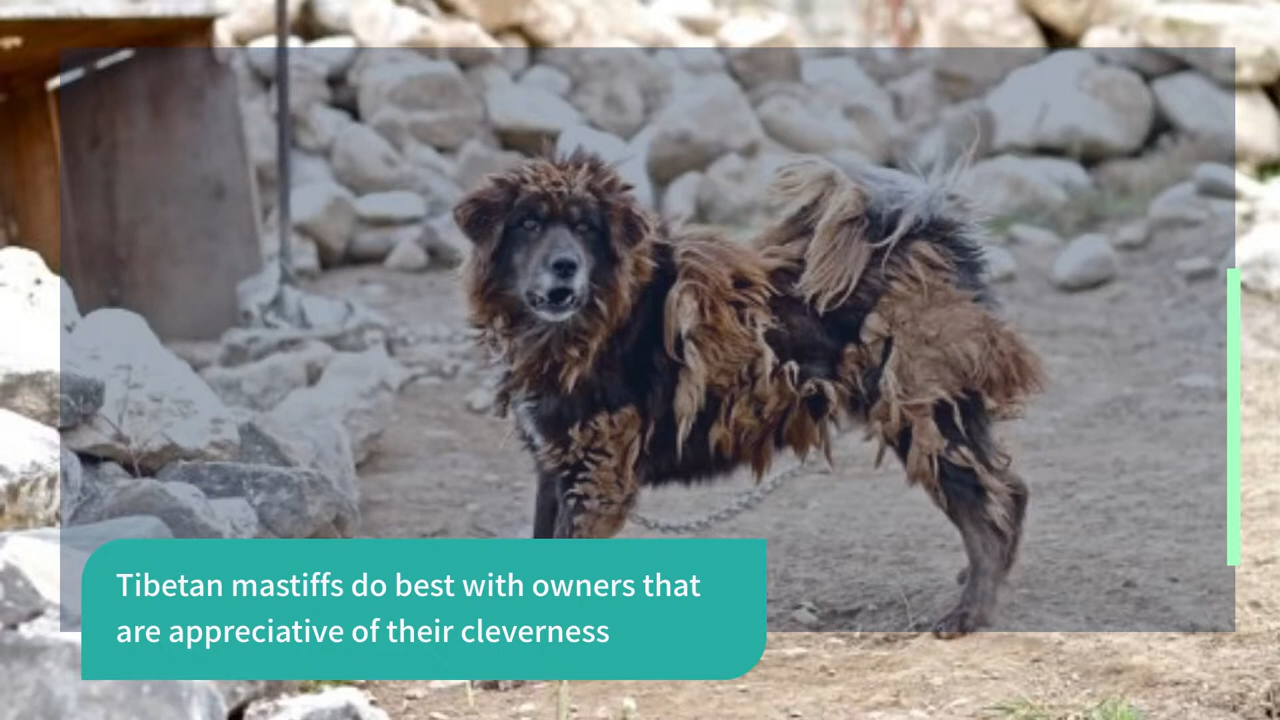 Tibetan mastiffs do best with owners that
are appreciative of their cleverness